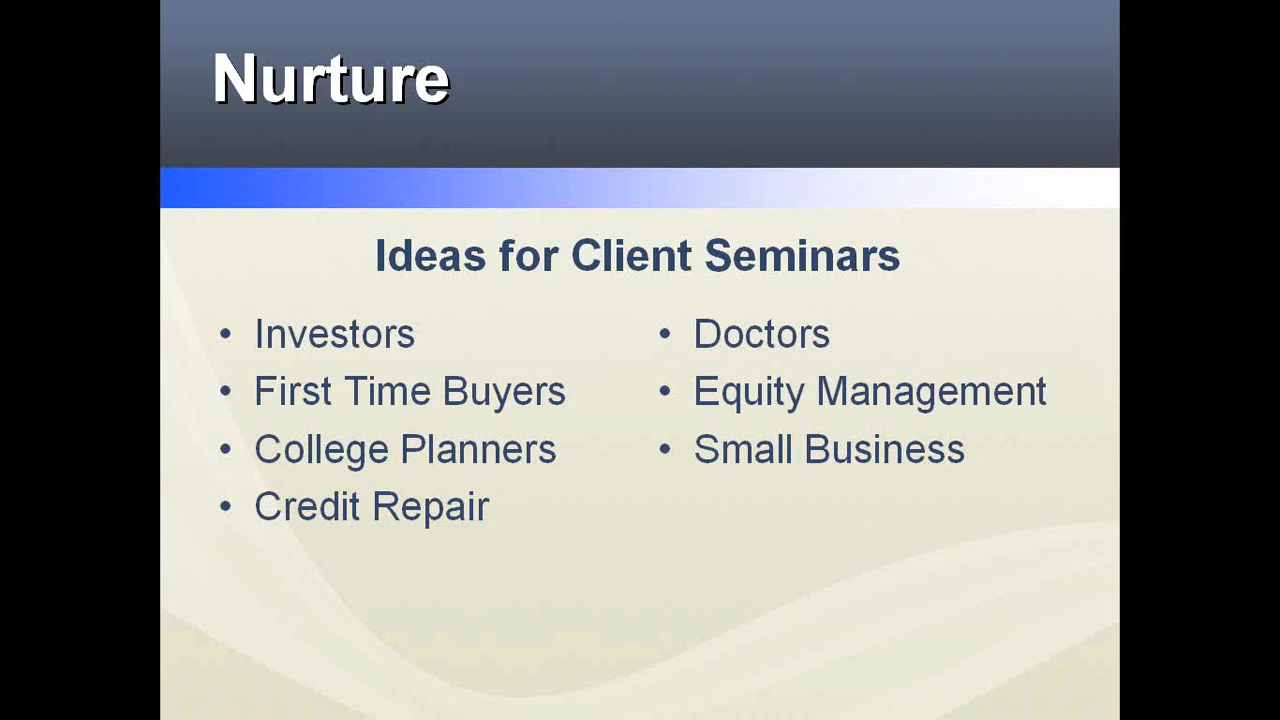 Nurture
Ideas for Client Seminars
• Investors
• First Time Buyers
• College Planners
• Credit Repair
• Doctors
• Equity Management
• Small Business